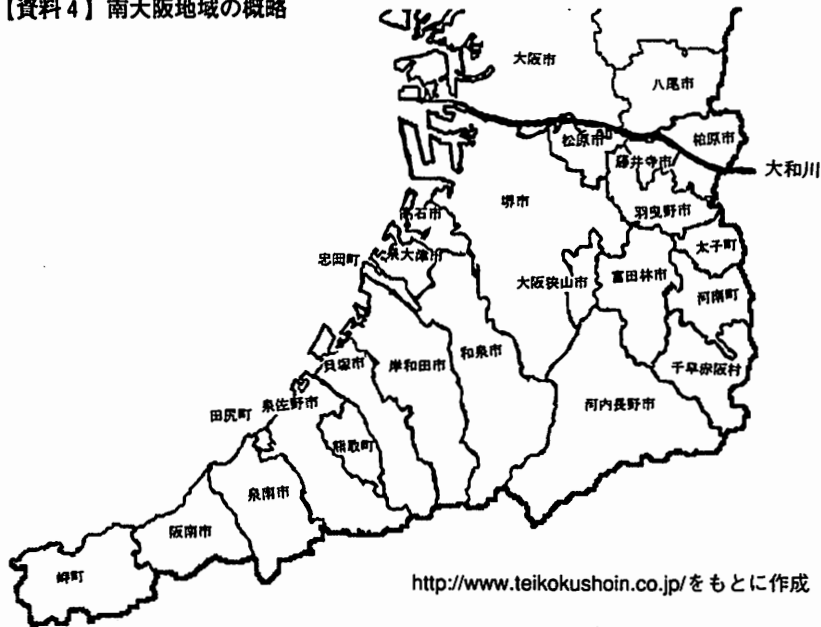 【資料4】南大阪地域の概略
大阪市
八尾市
松原市
柏原市
藤井寺市
大和川
堺市
羽曳野市
高石市
太子町
忠岡町
泉大津市
大阪狭山市
富田林市
河南町
貝塚市
岸和田市
和泉市
千早赤阪村
河内長野市
田尻町
泉佐野市
熊取町
泉南市
阪南市
岬町
http://www.teikokushoin.co.jp/をもとに作成